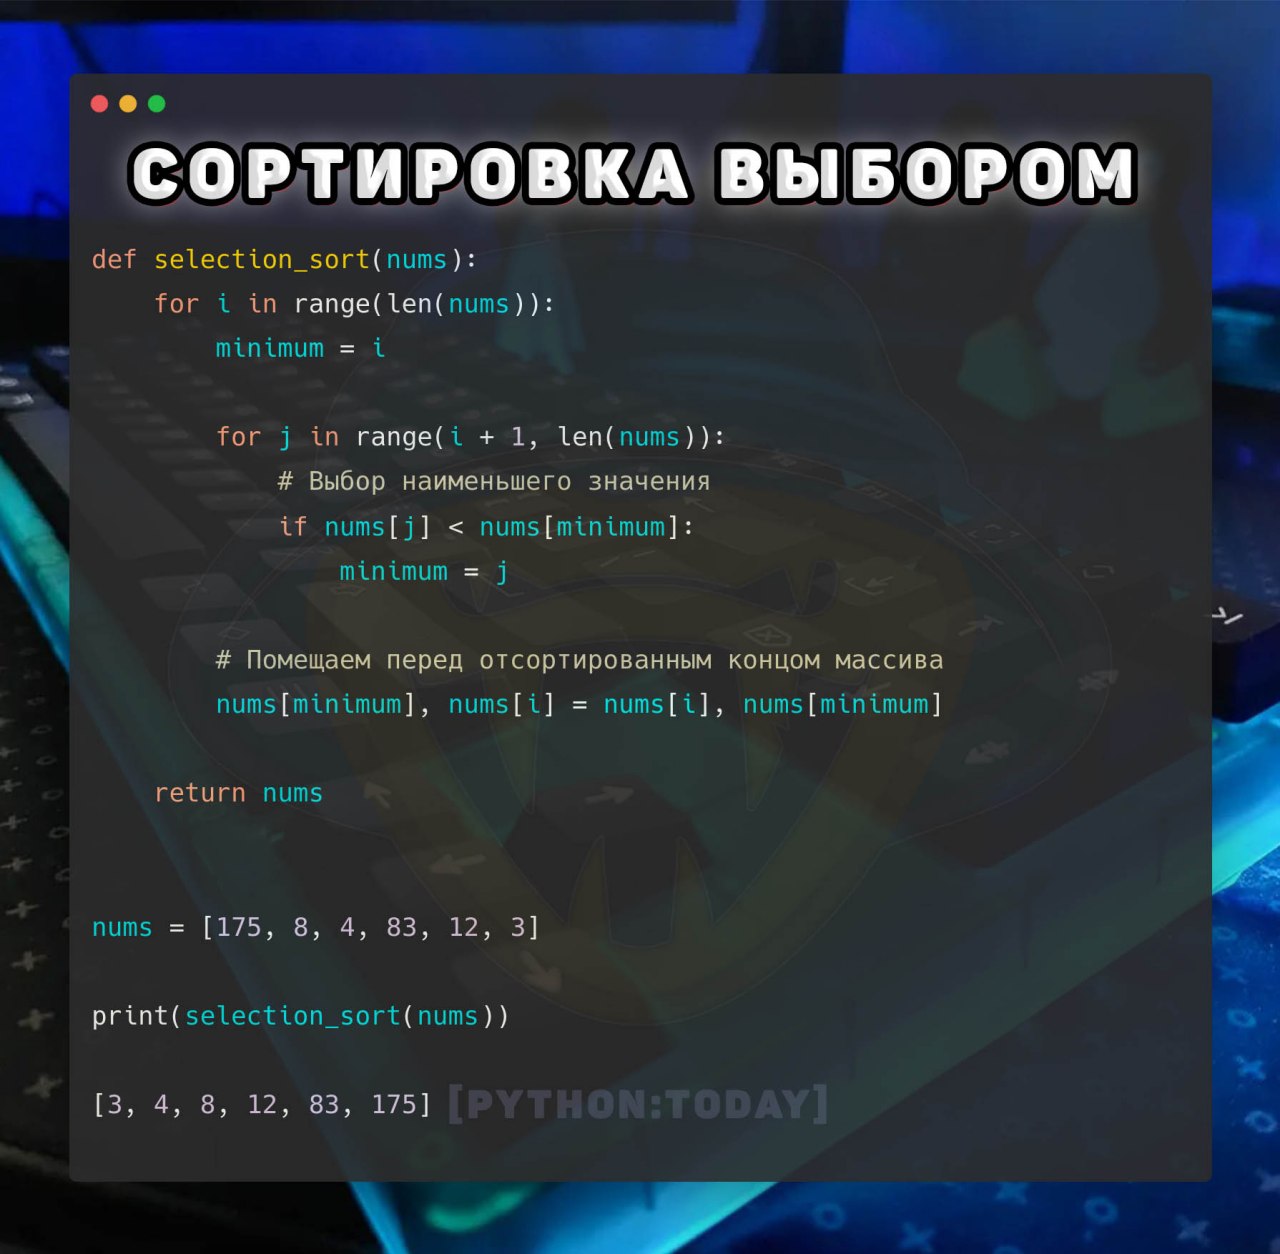 СОРТИРОВКА ВЫБОРОМ
def selection_sort(nums):
    for i in range(len(nums)):
        minimum = i
        for j in range(i + 1, len(nums)):
            # Выбор наименьшего значения
            if nums[j] < nums[minimum]:
                minimum = j
        # Помещаем перед отсортированным концом массива
        nums[minimum], nums[i] = nums[i], nums[minimum]
    return nums
nums = [175, 8, 4, 83, 12, 3]
print(selection_sort(nums))
[3, 4, 8, 12, 83, 175] [PYTHON:TODAY]